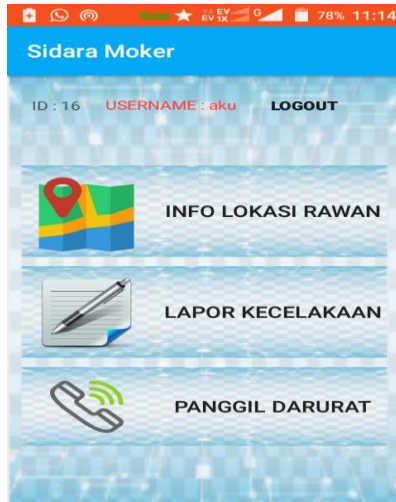 78% 11:14
Sidara Moker
ID : 16 USERNAME : aku LOGOUT
INFO LOKASI RAWAN
LAPOR KECELAKAAN
PANGGIL DARURAT